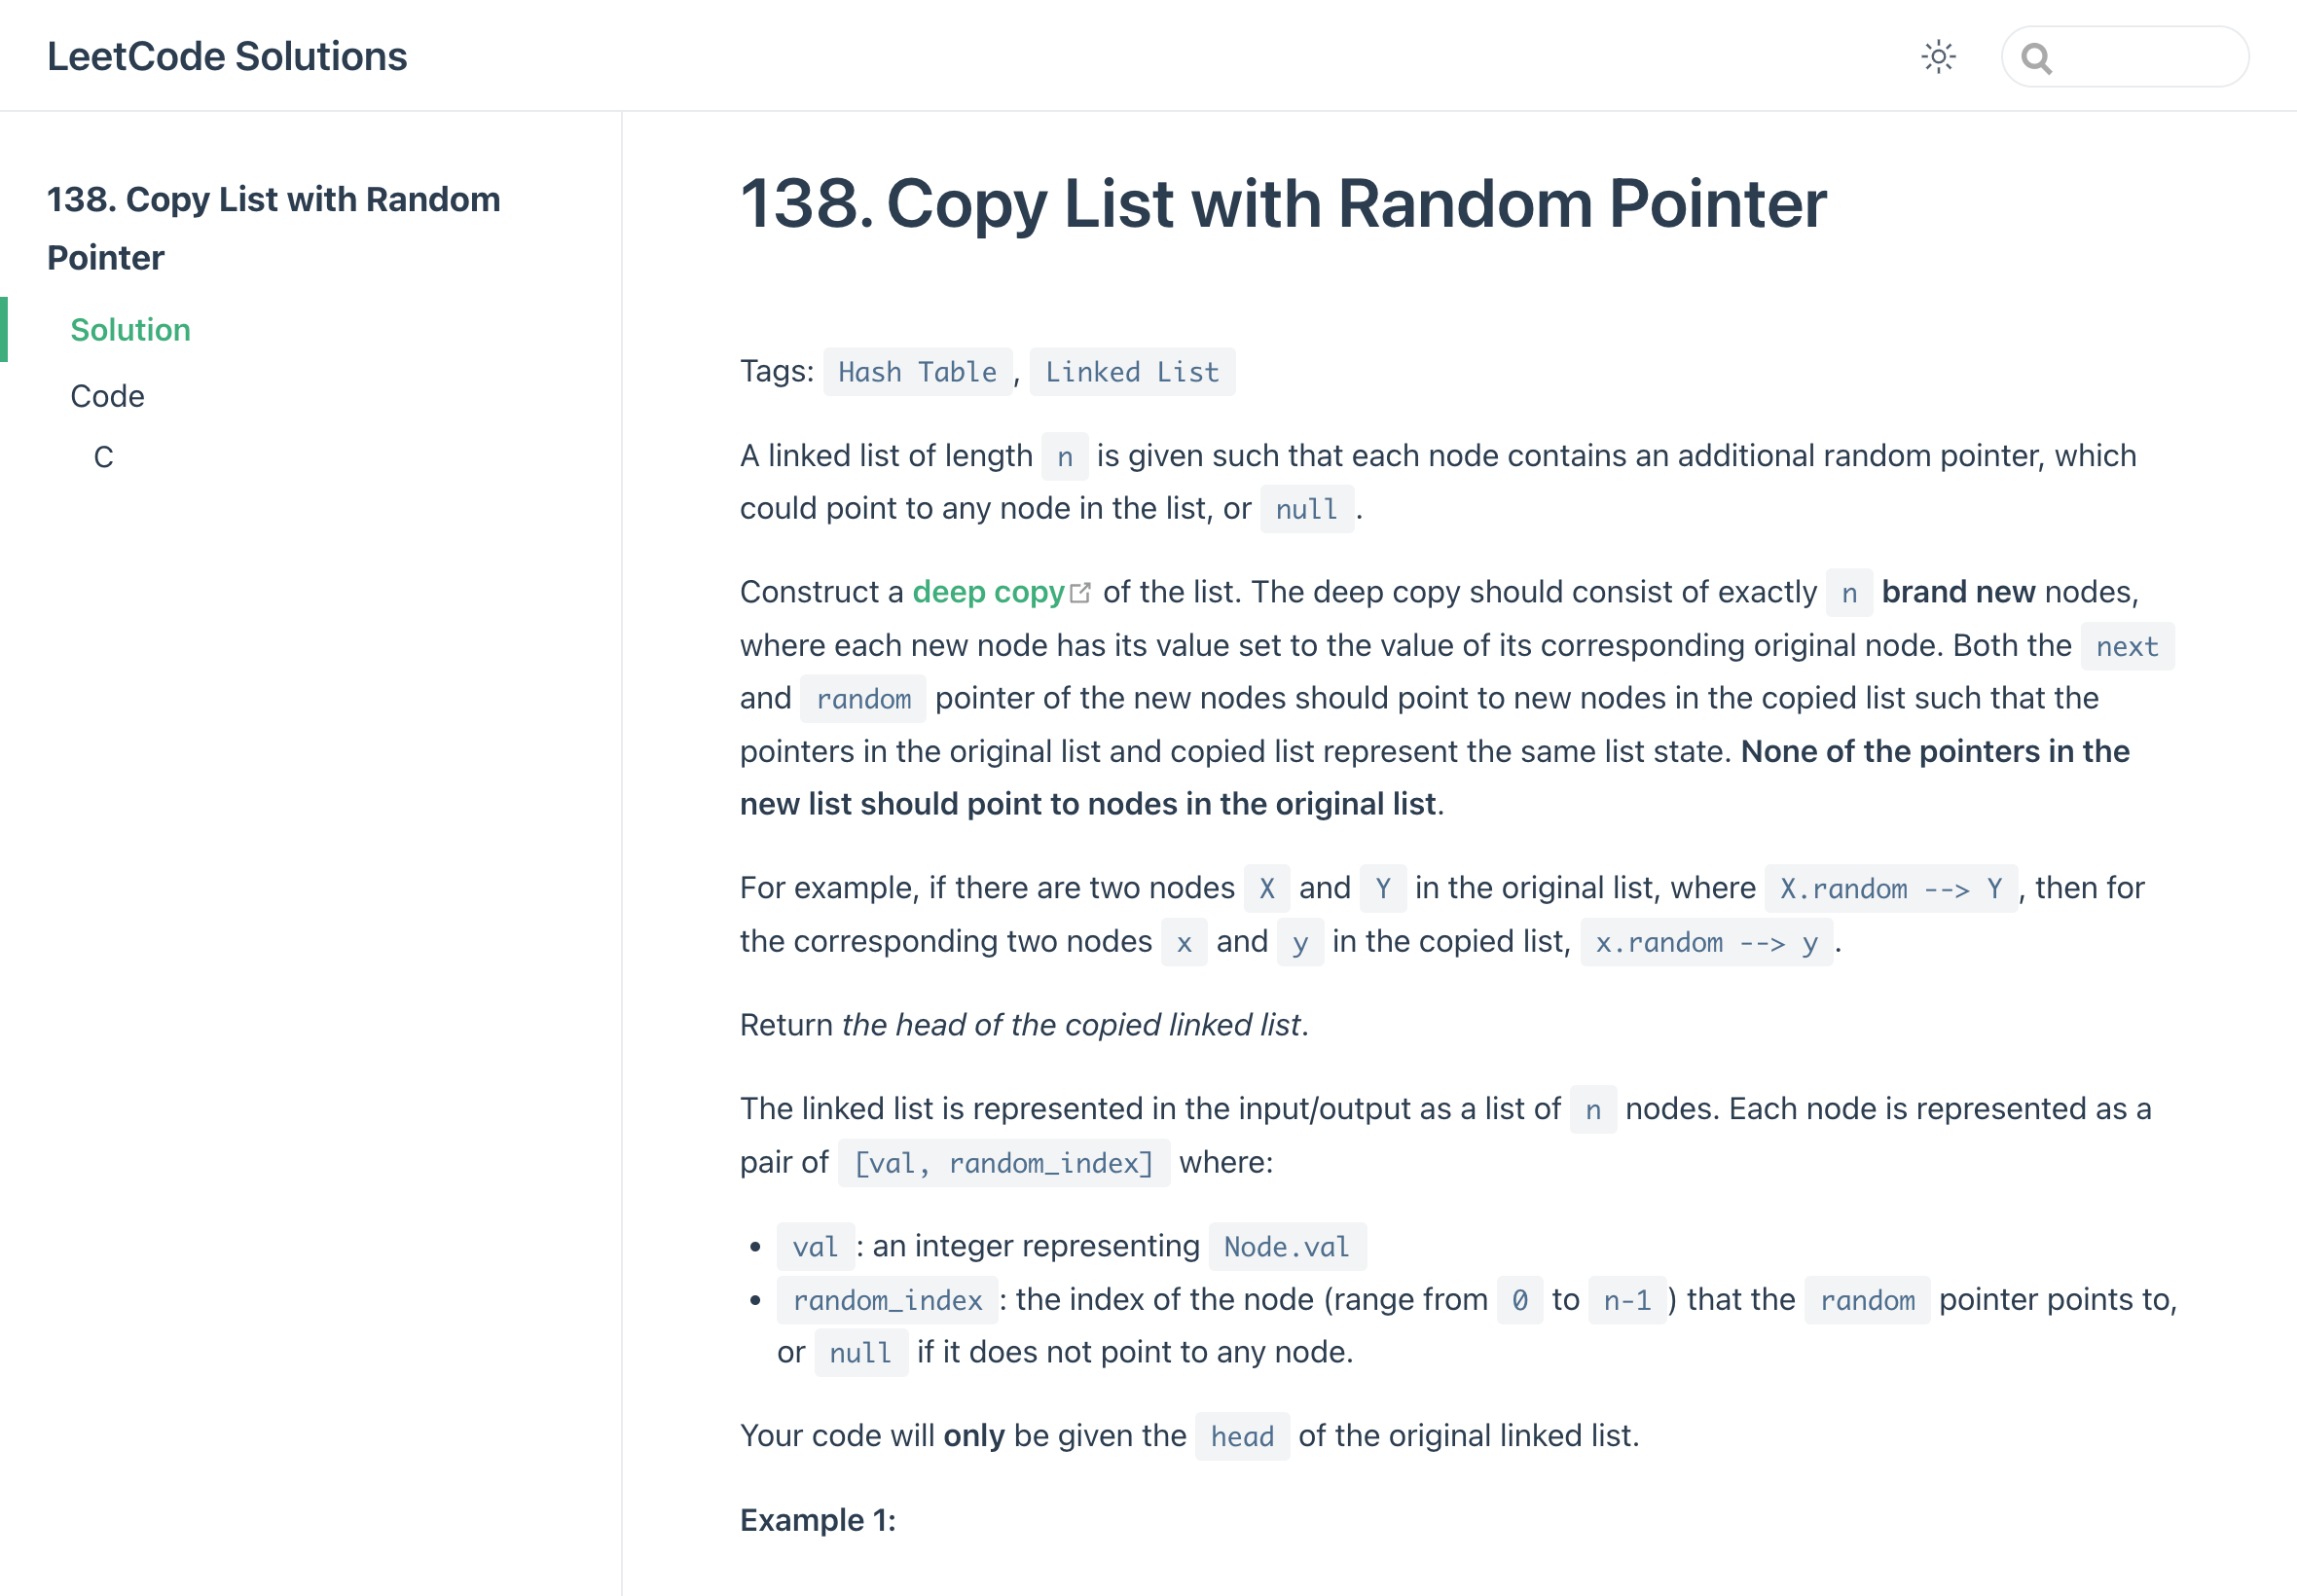 LeetCode Solutions
138. Copy List with Random
Pointer
Solution
Code
C
138. Copy List with Random Pointer
Tags: Hash Table, Linked List
A linked list of length n is given such that each node contains an additional random pointer, which
could point to any node in the list, or null.
Construct a deep copy of the list. The deep copy should consist of exactly n brand new nodes,
where each new node has its value set to the value of its corresponding original node. Both the next
and random pointer of the new nodes should point to new nodes in the copied list such that the
pointers in the original list and copied list represent the same list state. None of the pointers in the
new list should point to nodes in the original list.
For example, if there are two nodes X and Y in the original list, where X.random --> Y, then for
the corresponding two nodes x and y in the copied list, x.random --> y.
Return the head of the copied linked list.
The linked list is represented in the input/output as a list of n nodes. Each node is represented as a
pair of [val, random_index] where:
• val: an integer representing Node.val
• random_index: the index of the node (range from 0 to n-1) that the random pointer points to,
or null if it does not point to any node.
Your code will only be given the head of the original linked list.
Example 1: